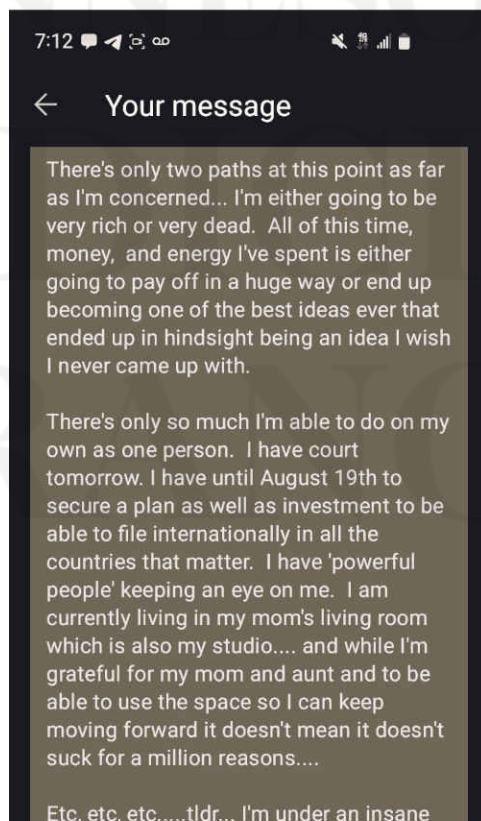 7:12
Your message
There's only two paths at this point as far
as I'm concerned... I'm either going to be
very rich or very dead.  All of this time,
money,  and energy I've spent is either
going to pay off in a huge way or end up
becoming one of the best ideas ever that
ended up in hindsight being an idea I wish
I never came up with.

There's only so much I'm able to do on my
own as one person.  I have court
tomorrow. I have until August 19th to
secure a plan as well as investment to be
able to file internationally in all the
countries that matter.  I have 'powerful
people' keeping an eye on me.  I am
currently living in my mom's living room
which is also my studio.... and while I'm
grateful for my mom and aunt and to be
able to use the space so I can keep
moving forward it doesn't mean it doesn't
suck for a million reasons....

Etc, etc, etc.....tldr... I'm under an insane